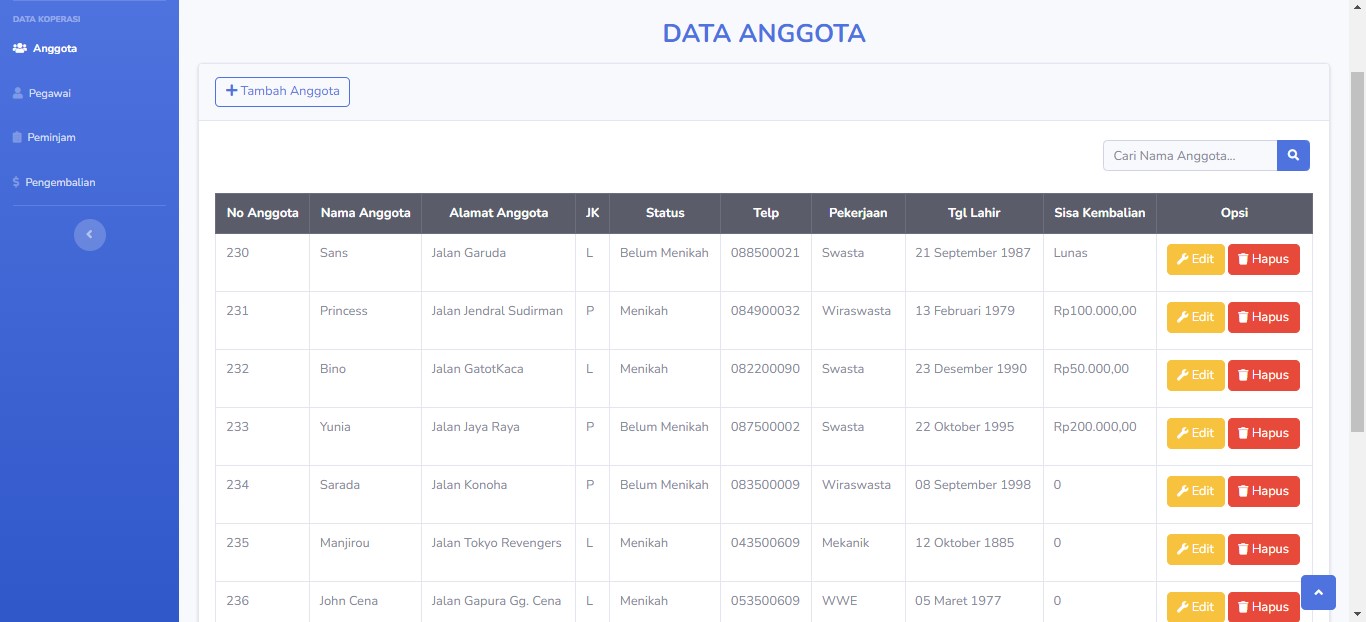 DATA KOPERASI
Anggota
Pegawai
Peminjam
Pengembalian
DATA ANGGOTA
Tambah Anggota
Cari Nama Anggota...
No Anggota Nama Anggota Alamat Anggota JK Status Telp Pekerjaan Tgl Lahir Sisa Kembalian Opsi
230 Sans Jalan Garuda L Belum Menikah 088500021 Swasta 21 September 1987 Lunas Edit Hapus
231 Princess Jalan Jendral Sudirman P Menikah 084900032 Wiraswasta 13 Februari 1979 Rp100.000,00 Edit Hapus
232 Bino Jalan GatotKaca L Menikah 082200090 Swasta 23 Desember 1990 Rp50.000,00 Edit Hapus
233 Yunia Jalan Jaya Raya P Belum Menikah 087500002 Swasta 22 Oktober 1995 Rp200.000,00 Edit Hapus
234 Sarada Jalan Konoha P Belum Menikah 083500009 Wiraswasta 08 September 1998 0 Edit Hapus
235 Manjirou Jalan Tokyo Revengers L Menikah 043500609 Mekanik 12 Oktober 1885 0 Edit Hapus
236 John Cena Jalan Gapura Gg. Cena L Menikah 053500609 WWE 05 Maret 1977 0 Edit Hapus